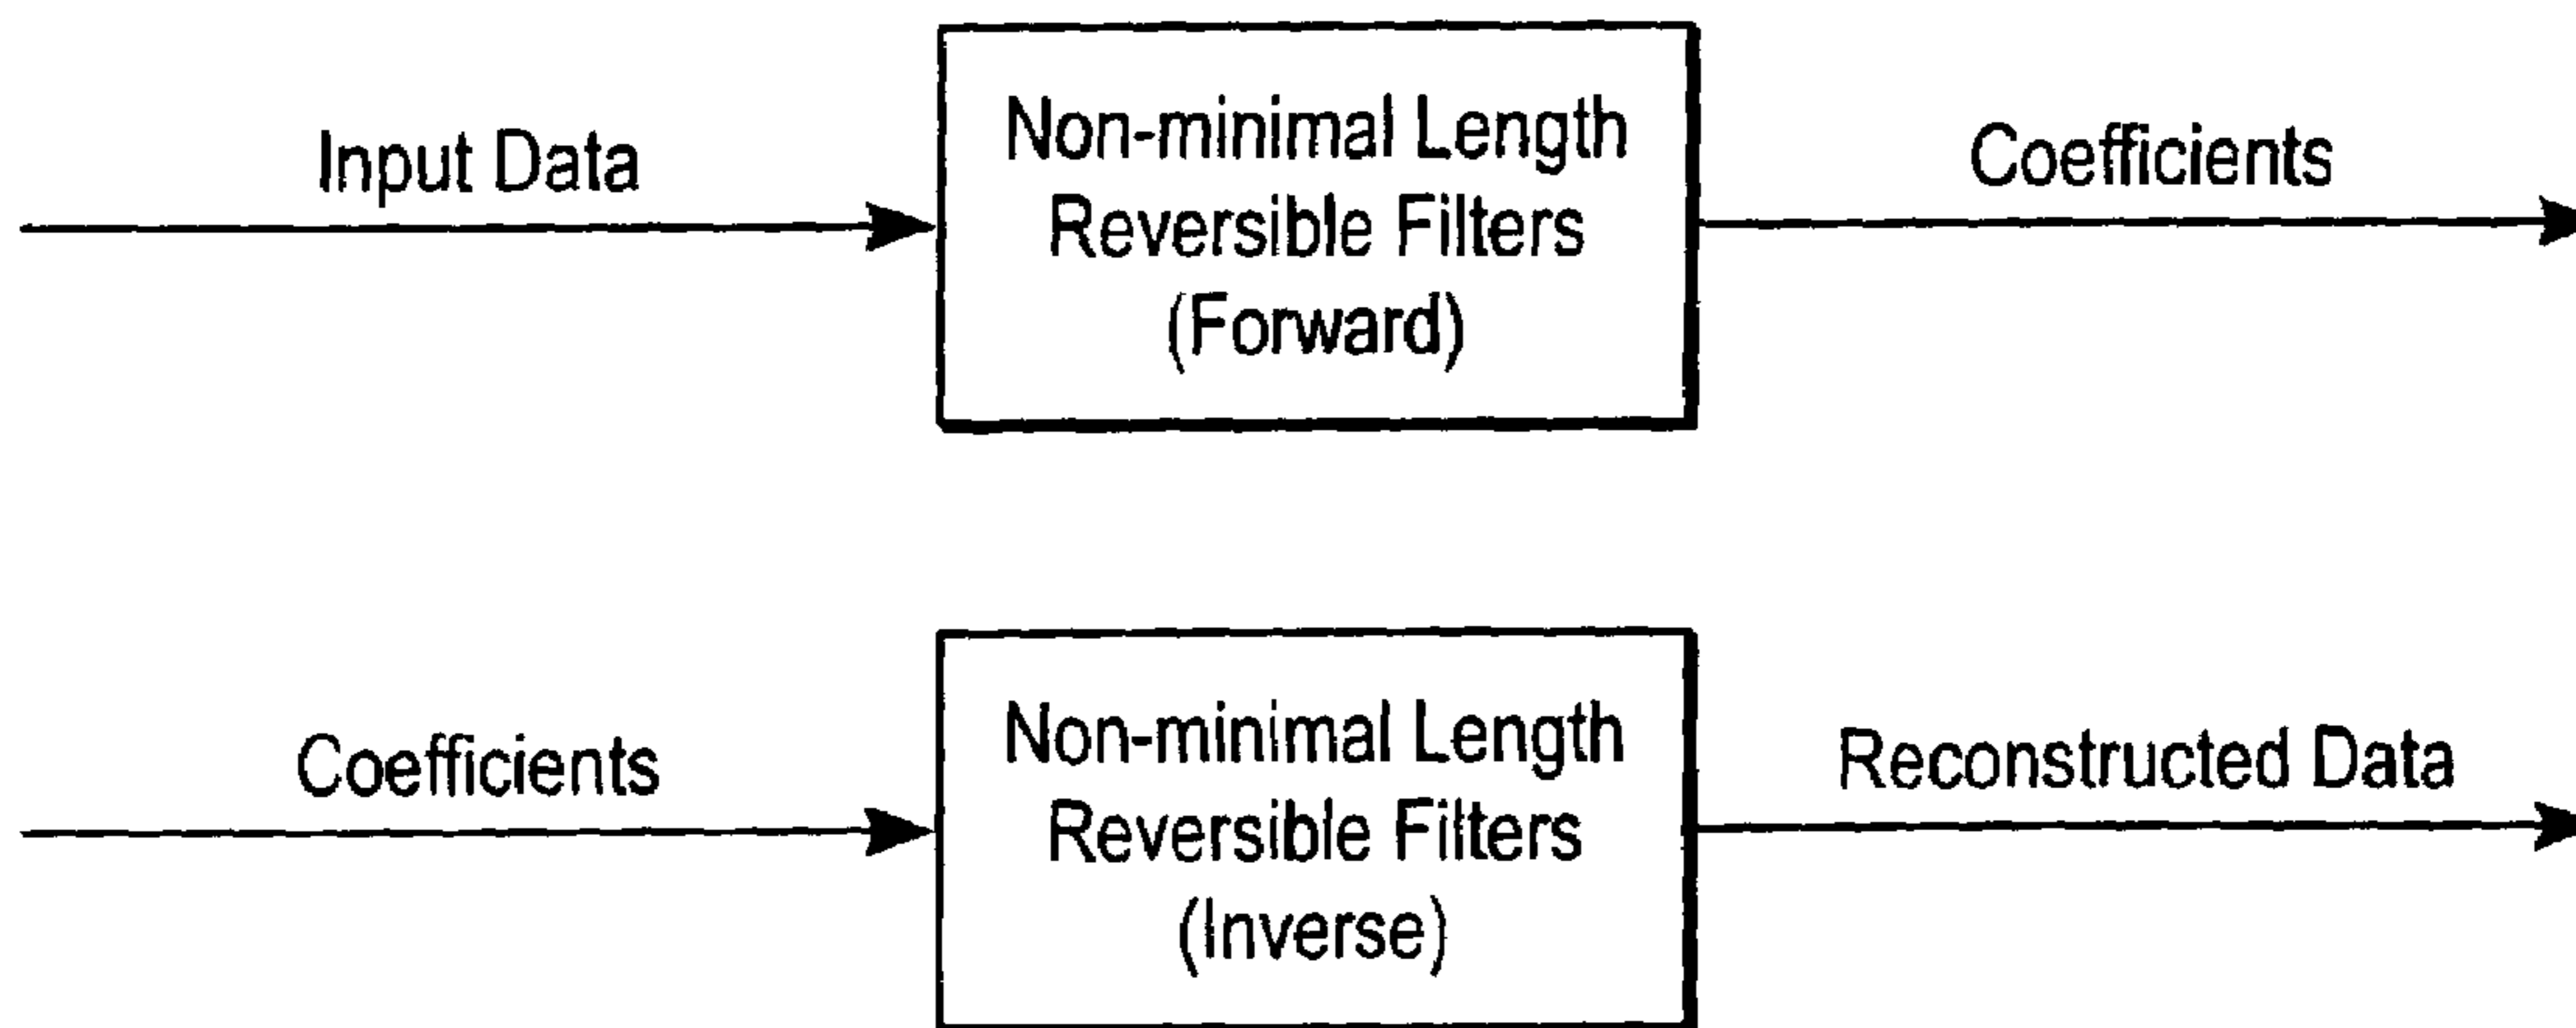 Input Data
Non-minimal Length
Reversible Filters
(Forward)
Coefficients
Coefficients
Non-minimal Length
Reversible Filters
(Inverse)
Reconstructed Data